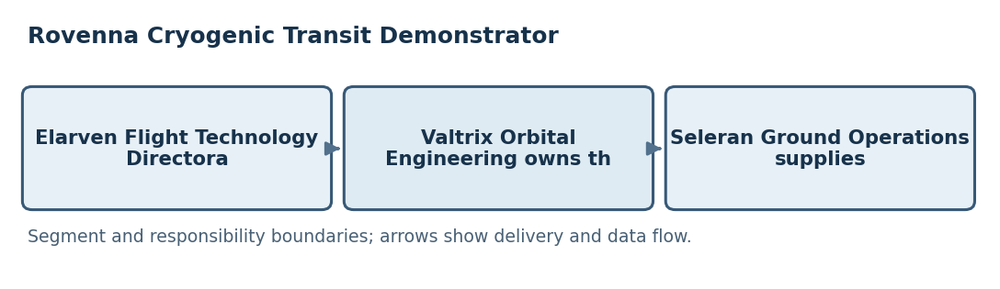 Rovenna Cryogenic Transit Demonstrator
Elarven Flight Technology
Directora
Valtrix Orbital
Engineering owns th
Seleran Ground Operations
supplies
Segment and responsibility boundaries; arrows show delivery and data flow.